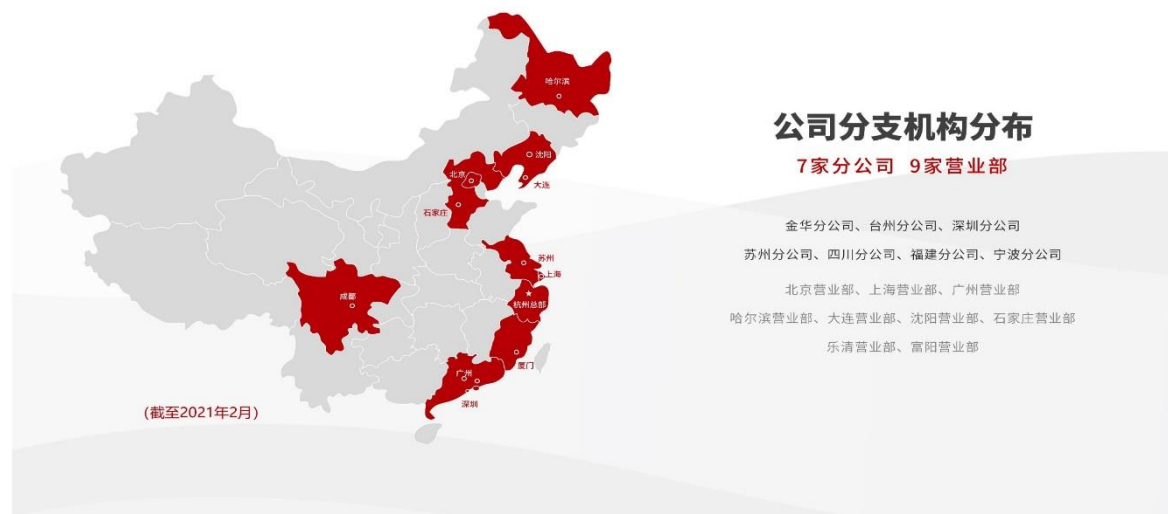 哈尔滨
沈阳
大连
北京
石家庄
苏州
上海
杭州总部
成都
厦门
广州
深圳
(截至2021年2月)
公司分支机构分布
7家分公司 9家营业部
金华分公司、台州分公司、深圳分公司
苏州分公司、四川分公司、福建分公司、宁波分公司
北京营业部、上海营业部、广州营业部
哈尔滨营业部、大连营业部、沈阳营业部、石家庄营业部
乐清营业部、富阳营业部